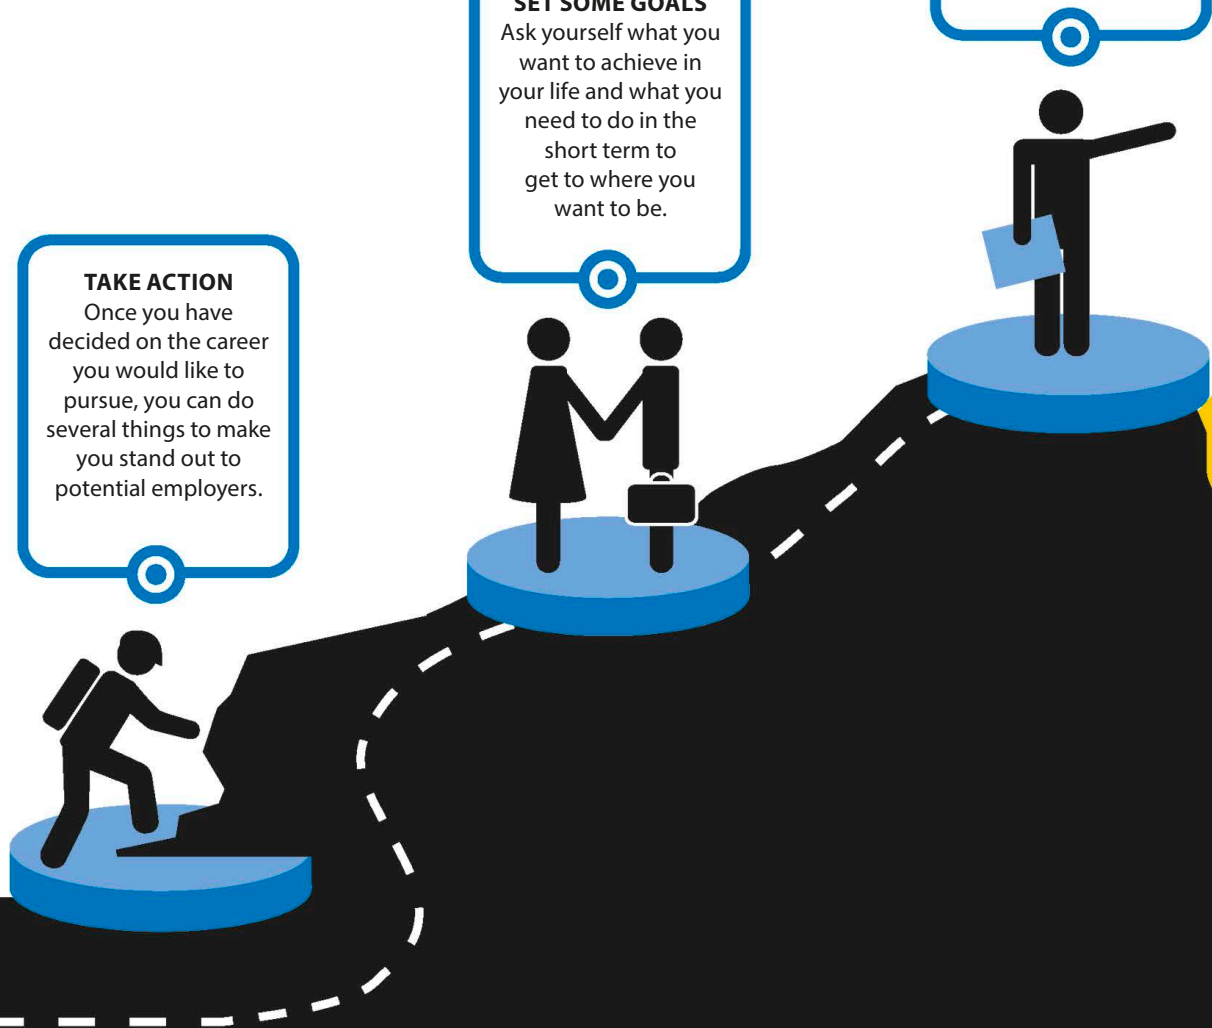 SET SOME GOALS
Ask yourself what you
want to achieve in
your life and what you
need to do in the
short term to
get to where you
want to be.
TAKE ACTION
Once you have
decided on the career
you would like to
pursue, you can do
several things to make
you stand out to
potential employers.